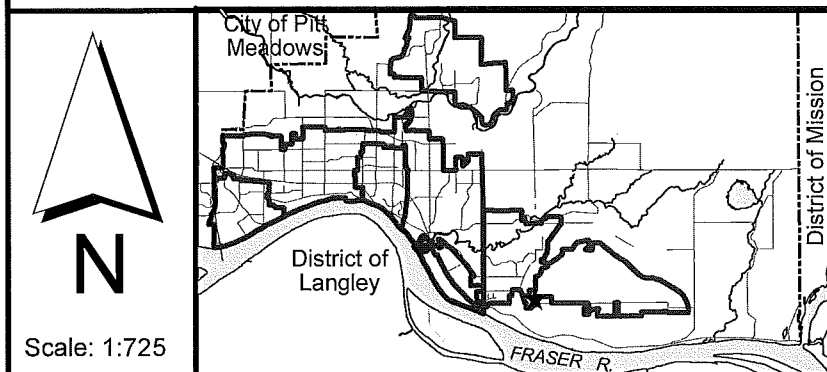 City of Pitt
Meadows
District of
Langley
District of Mission
FRASER R.
N
Scale: 1:725